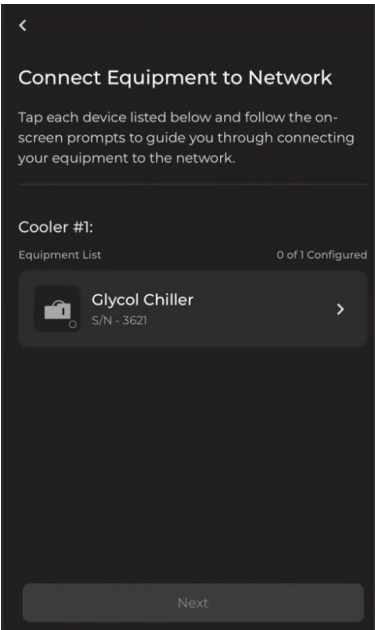 Connect Equipment to Network
Tap each device listed below and follow the on-
screen prompts to guide you through connecting
your equipment to the network.
Cooler #1:
Equipment List 0 of 1 Configured
Glycol Chiller
S/N - 3621
Next